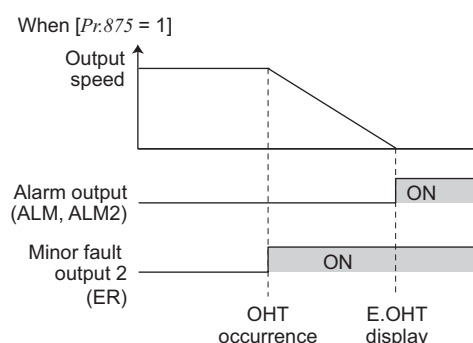 When [Pr.875 = 1]
Output
speed
Alarm output
(ALM, ALM2)
ON
Minor fault
output 2
(ER)
ON
OHT
occurrence
E.OHT
display